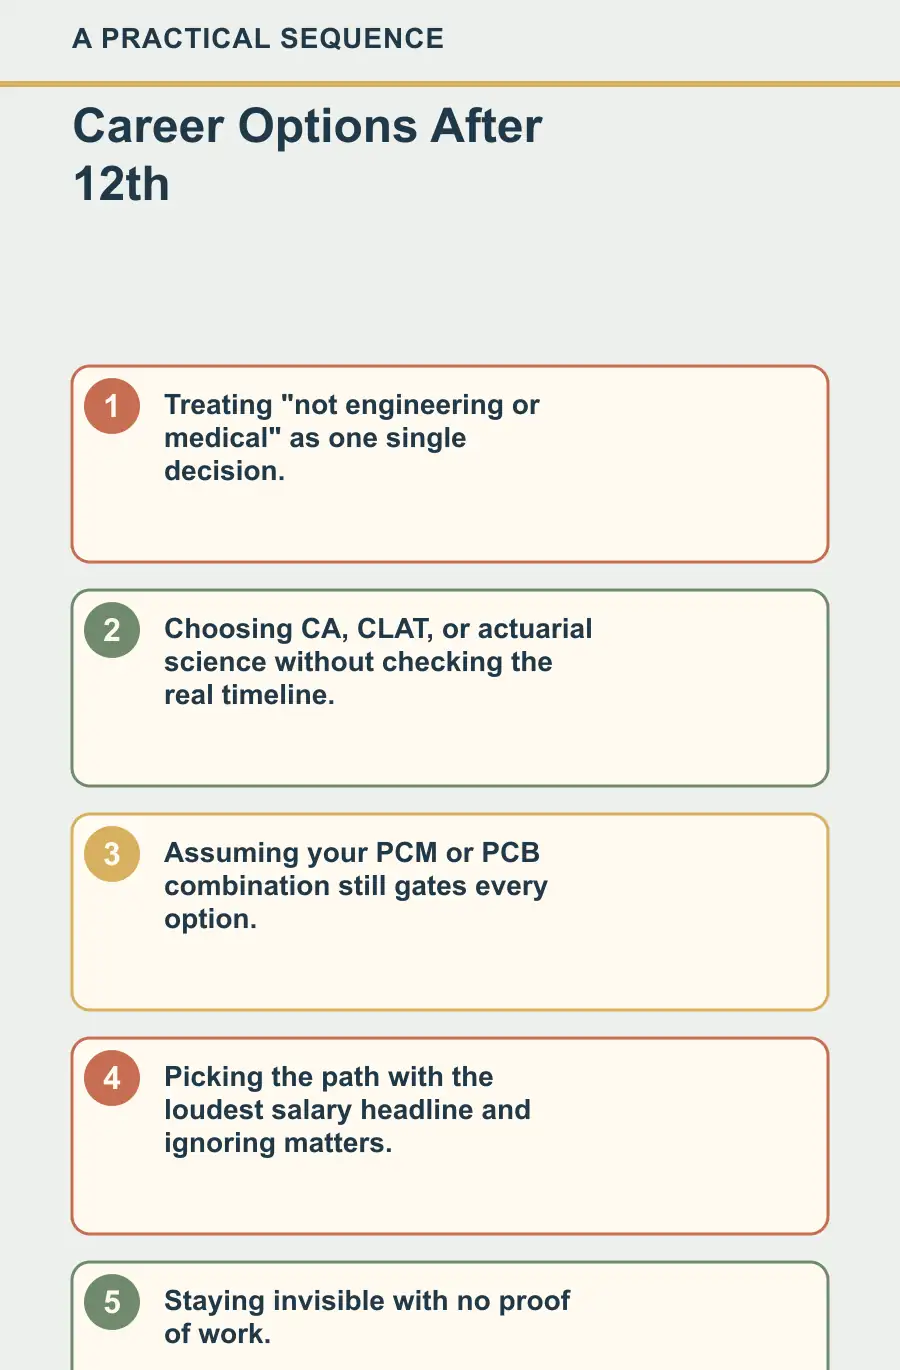 A PRACTICAL SEQUENCE
Career Options After
12th
1
Treating "not engineering or
medical" as one single
decision.
2
Choosing CA, CLAT, or actuarial
science without checking the
real timeline.
3
Assuming your PCM or PCB
combination still gates every
option.
4
Picking the path with the
loudest salary headline and
ignoring matters.
5
Staying invisible with no proof
of work.